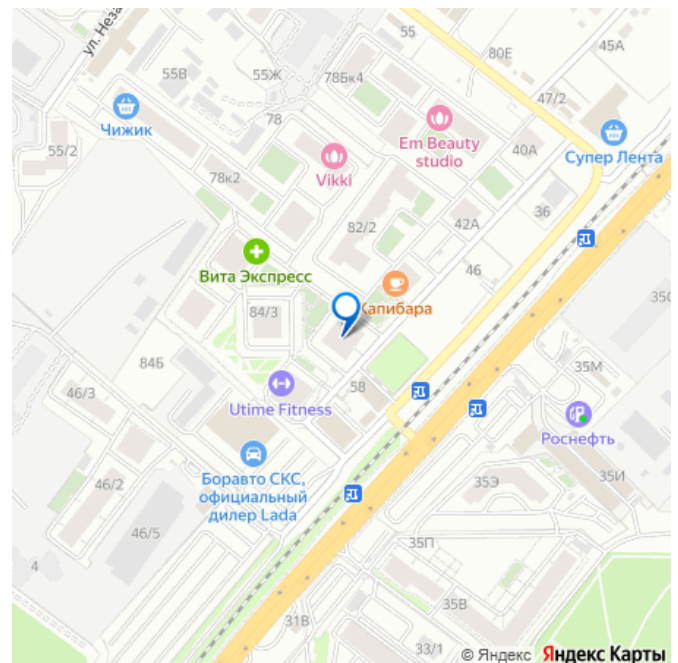 ул. Неза
55
80Е
45А
55В
55Ж
78Бк4
47/2
Чижик
78
Em Beauty
studio
40А
Супер Лента
55/2
78к2
Vikki
82/2
42А
36
Вита Экспресс
46
35С
84/3
Капибара
84Б
58
35М
46/3
Utime Fitness
Роснефть
Боравто СКС,
официальный
дилер Lada
46/2
35Э
35И
46/5
4
35П
31В
35В
33/1
© Яндекс Яндекс Карты